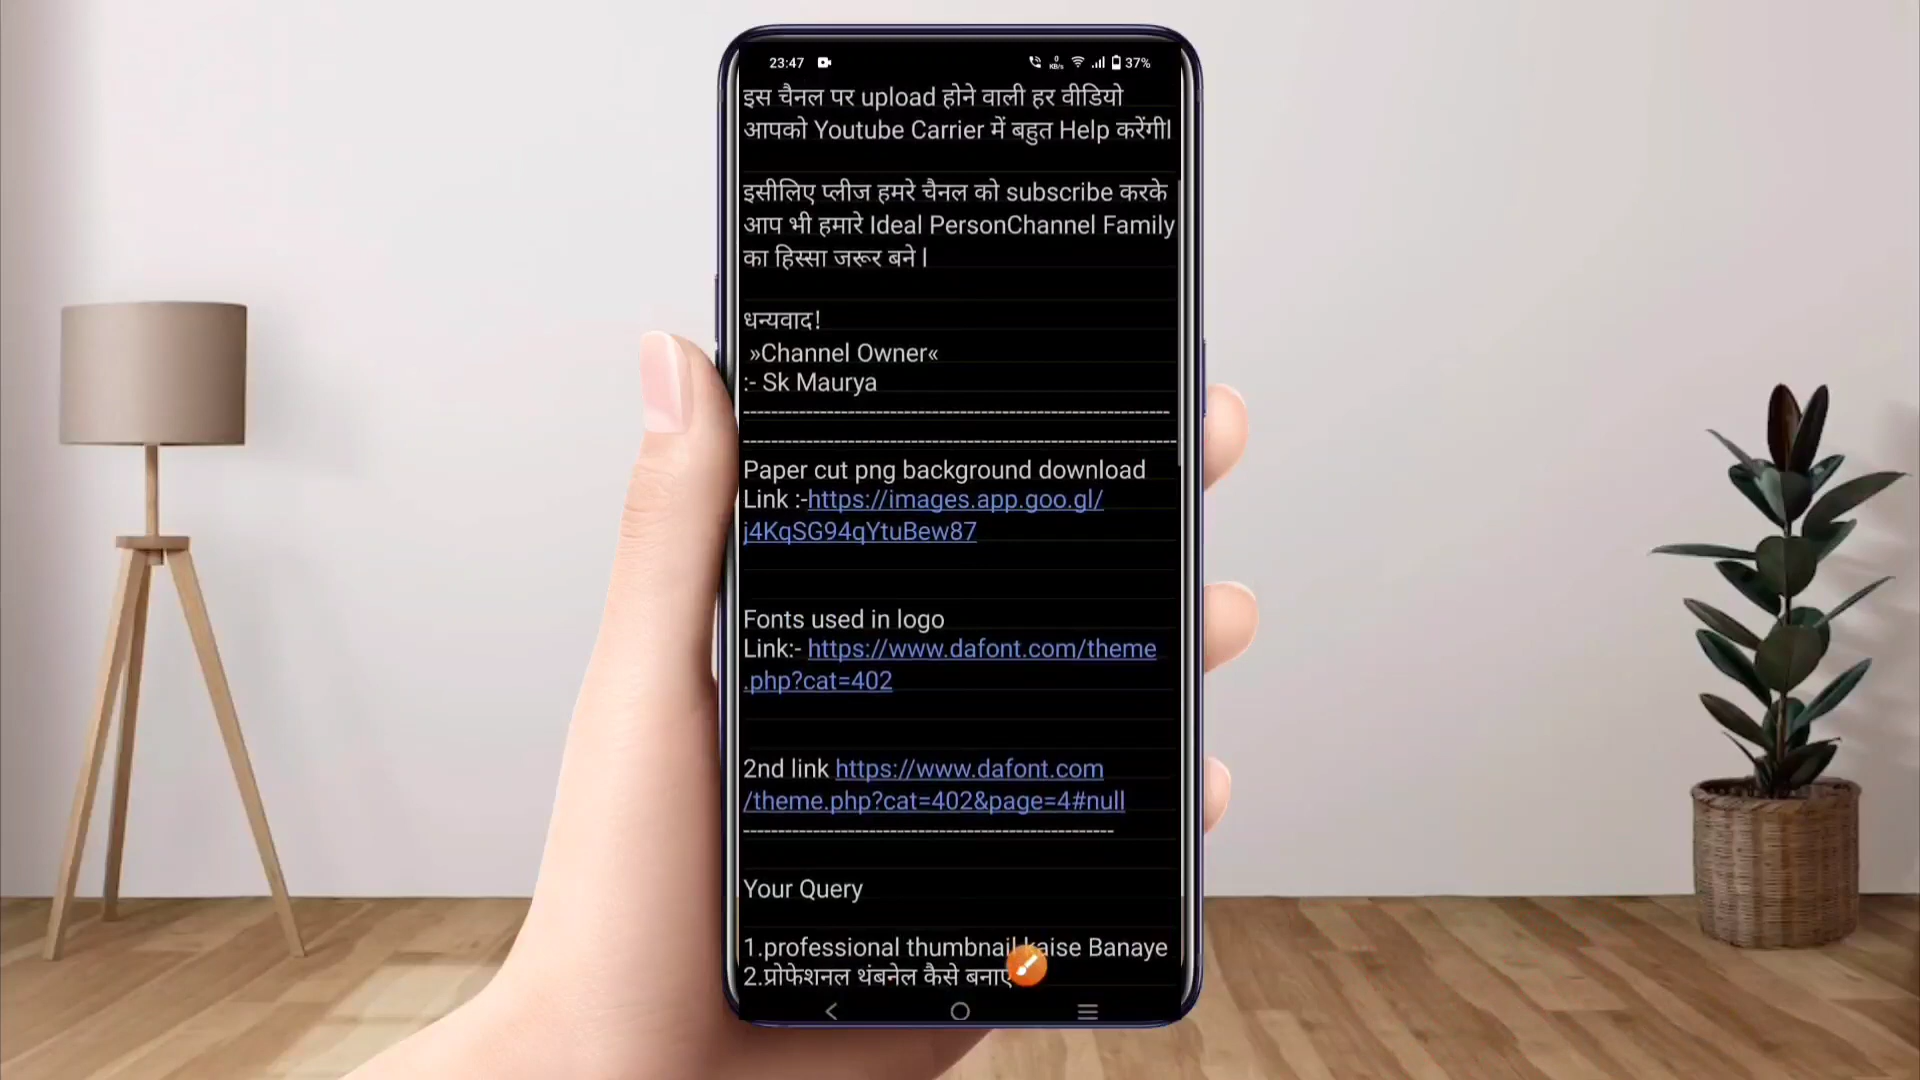 23:47 0 KB/s 37%
इस चैनल पर upload होने वाली हर वीडियो
आपको Youtube Carrier में बहुत Help करेंगी।
इसीलिए प्लीज हमरे चैनल को subscribe करके
आप भी हमारे Ideal PersonChannel Family
का हिस्सा जरूर बने |
धन्यवाद!
»Channel Owner«
:- Sk Maurya
-------------------------------------------------------------
--------------------------------------------------------------
Paper cut png background download
Link :-https://images.app.goo.gl/
j4KqSG94qYtuBew87
Fonts used in logo
Link:- https://www.dafont.com/theme
.php?cat=402
2nd link https://www.dafont.com
/theme.php?cat=402&page=4#null
-----------------------------------------------------
Your Query
1.professional thumbnail kaise Banaye
2.प्रोफेशनल थंबनेल कैसे बनाए